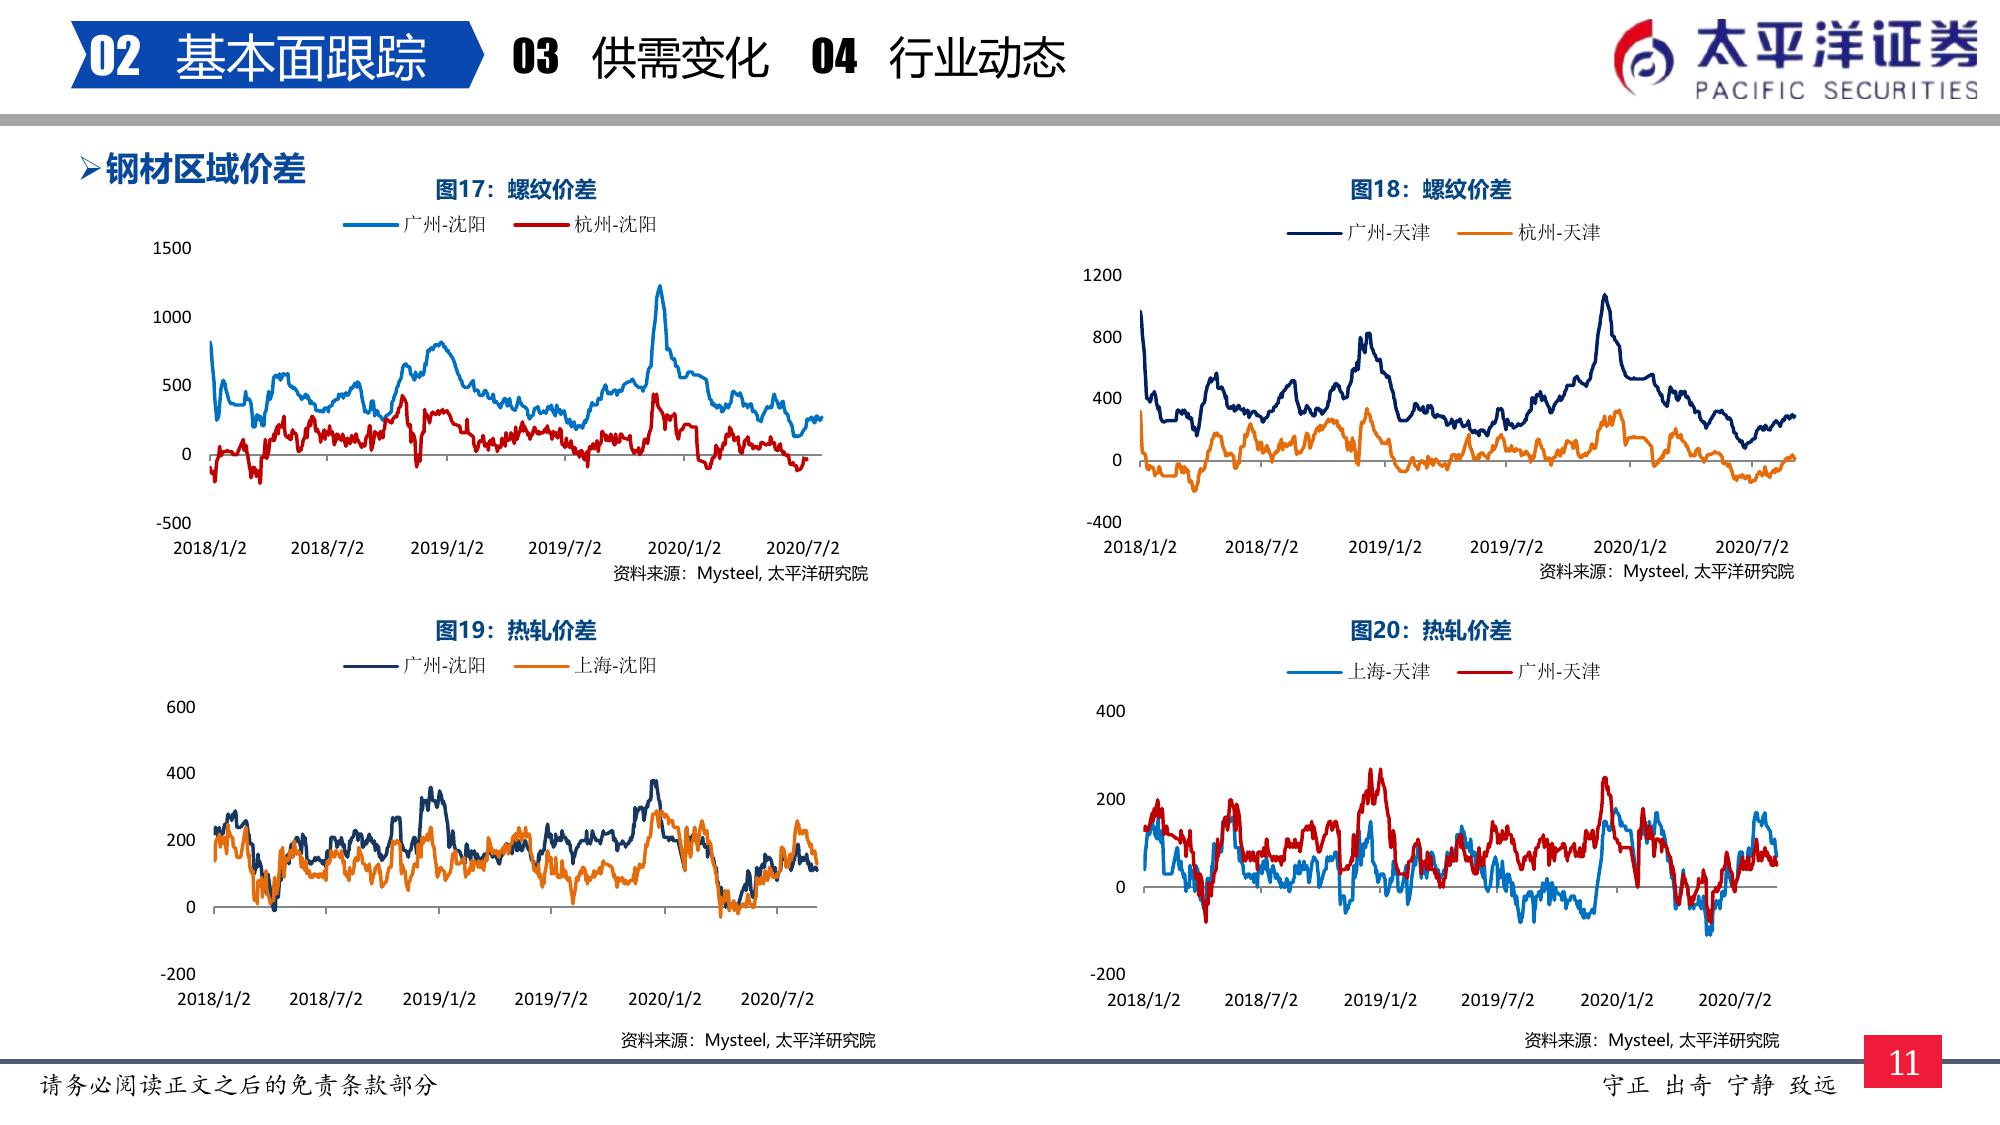 02 基本面跟踪 03 供需变化 04 行业动态
太平洋证券
PACIFIC SECURITIES
➢钢材区域价差
图17：螺纹价差
广州-沈阳 杭州-沈阳
1500
1000
500
0
-500
2018/1/2 2018/7/2 2019/1/2 2019/7/2 2020/1/2 2020/7/2
资料来源：Mysteel, 太平洋研究院
图18：螺纹价差
广州-天津 杭州-天津
1200
800
400
0
-400
2018/1/2 2018/7/2 2019/1/2 2019/7/2 2020/1/2 2020/7/2
资料来源：Mysteel, 太平洋研究院
图19：热轧价差
广州-沈阳 上海-沈阳
600
400
200
0
-200
2018/1/2 2018/7/2 2019/1/2 2019/7/2 2020/1/2 2020/7/2
资料来源：Mysteel, 太平洋研究院
图20：热轧价差
上海-天津 广州-天津
400
200
0
-200
2018/1/2 2018/7/2 2019/1/2 2019/7/2 2020/1/2 2020/7/2
资料来源：Mysteel, 太平洋研究院
请务必阅读正文之后的免责条款部分
守正 出奇 宁静 致远
11